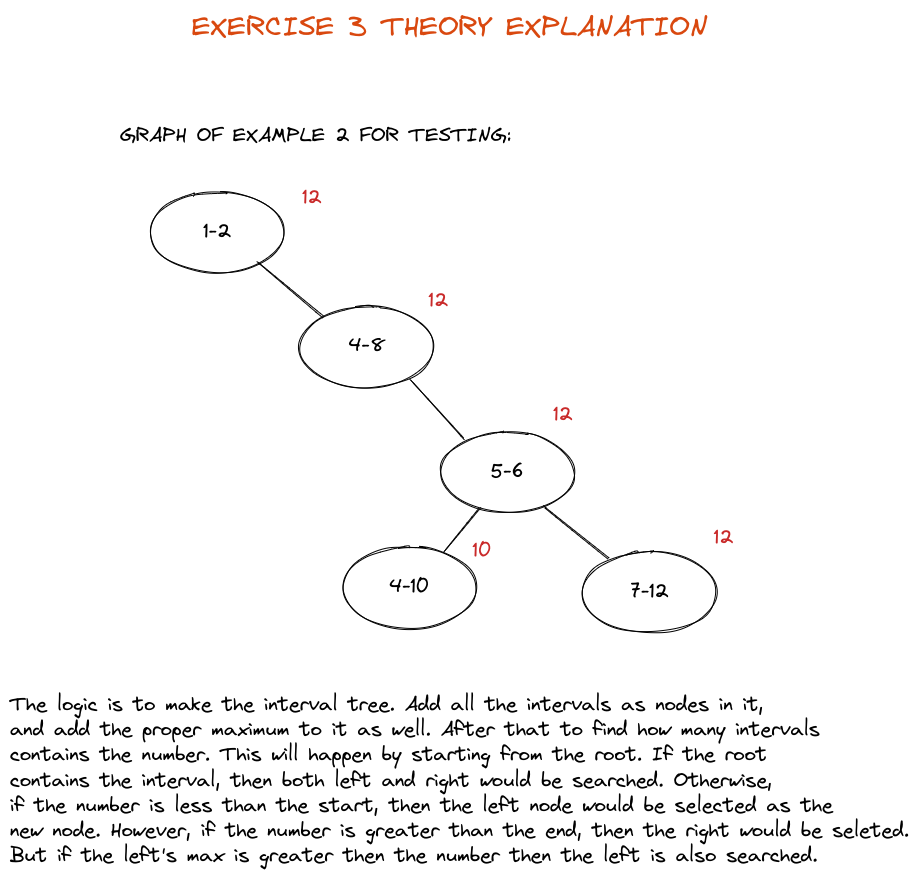 EXERCISE 3 THEORY EXPLANATION
GRAPH OF EXAMPLE 2 FOR TESTING:
12
1-2
12
4-8
12
5-6
12
10
4-10
7-12
The logic is to make the interval tree. Add all the intervals as nodes in it,
and add the proper maximum to it as well. After that to find how many intervals
contains the number. This will happen by starting from the root. If the root
contains the interval, then both left and right would be searched. Otherwise,
if the number is less than the start, then the left node would be selected as the
new node. However, if the number is greater than the end, then the right would be seleted.
But if the left's max is greater then the number then the left is also searched.